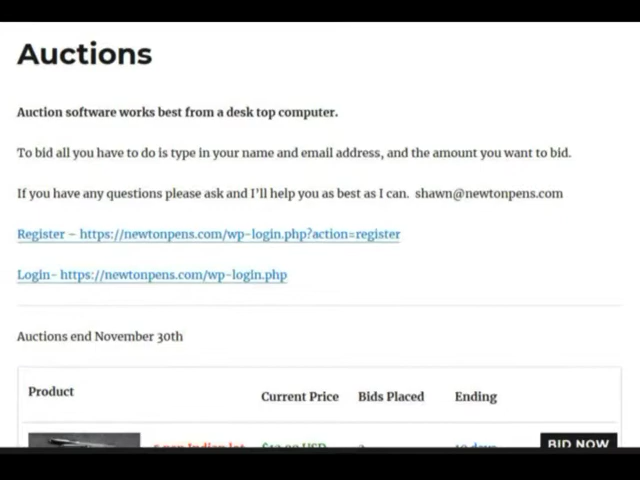 Auctions
Auction software works best from a desk top computer.
To bid all you have to do is type in your name and email address, and the amount you want to bid.
If you have any questions please ask and I'll help you as best as I can.  shawn@newtonpens.com
Register – https://newtonpens.com/wp-login.php?action=register
Login- https://newtonpens.com/wp-login.php
Auctions end November 30th
Product Current Price Bids Placed Ending
BID NOW